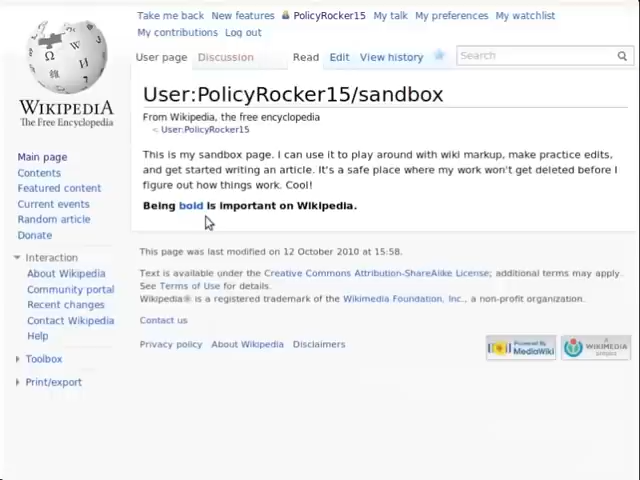 Take me back New features PolicyRocker15 My talk My preferences My watchlist
My contributions Log out
User page Discussion Read Edit View history Search
WIKIPEDIA
The Free Encyclopedia
User:PolicyRocker15/sandbox
From Wikipedia, the free encyclopedia
< User:PolicyRocker15
This is my sandbox page. I can use it to play around with wiki markup, make practice edits,
and get started writing an article. It's a safe place where my work won't get deleted before I
figure out how things work. Cool!
Being bold is important on Wikipedia.
This page was last modified on 12 October 2010 at 15:58.
Text is available under the Creative Commons Attribution-ShareAlike License; additional terms may apply.
See Terms of Use for details.
Wikipedia® is a registered trademark of the Wikimedia Foundation, Inc., a non-profit organization.
Contact us
Privacy policy About Wikipedia Disclaimers
Powered By
MediaWiki
A
WIKIMEDIA
project
Main page
Contents
Featured content
Current events
Random article
Donate
Interaction
About Wikipedia
Community portal
Recent changes
Contact Wikipedia
Help
Toolbox
Print/export